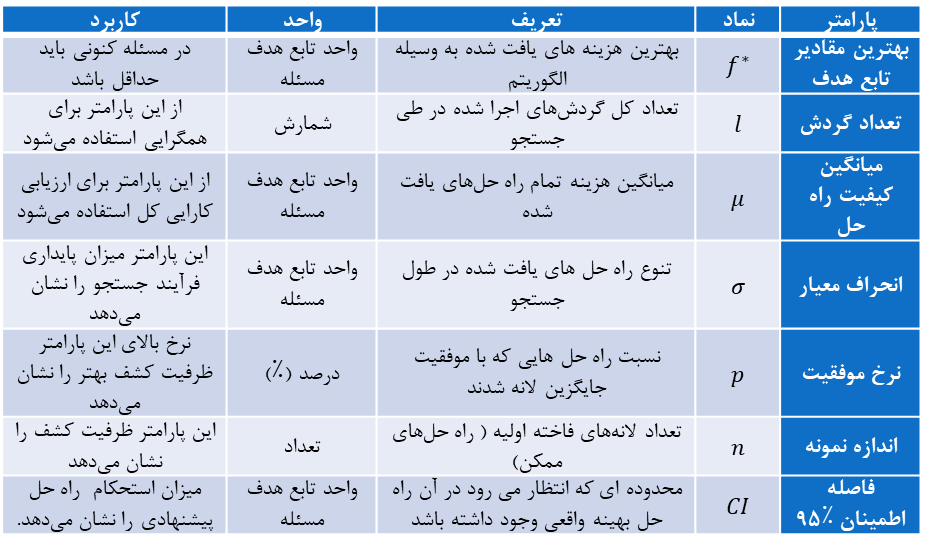 پارامتر
نماد
تعریف
واحد
کاربرد
بهترین مقادیر
تابع هدف
f*
بهترین هزینه های یافت شده به وسیله
الگوریتم
واحد تابع هدف
مسئله
در مسئله کنونی باید
حداقل باشد
تعداد گردش
l
تعداد کل گردش‌های اجرا شده در طی
جستجو
شمارش
از این پارامتر برای
همگرایی استفاده می‌شود
میانگین
کیفیت راه
حل
μ
میانگین هزینه تمام راه حل‌های یافت
شده
واحد تابع هدف
مسئله
از این پارامتر برای ارزیابی
کارایی کل استفاده می‌شود
انحراف معیار
σ
تنوع راه حل های یافت شده در طول
جستجو
واحد تابع هدف
مسئله
این پارامتر میزان پایداری
فرآیند جستجو را نشان
می‌دهد
نرخ موفقیت
p
نسبت راه حل هایی که با موفقیت
جایگزین لانه شدند
درصد (٪)
نرخ بالای این پارامتر
ظرفیت کشف بهتر را نشان
می‌دهد
اندازه نمونه
n
تعداد لانه‌های فاخته اولیه ( راه حل‌های
ممکن)
تعداد
این پارامتر ظرفیت کشف را
نشان می‌دهد
فاصله
اطمینان ۹۵٪
CI
محدوده ای که انتظار می رود در آن راه
حل بهینه واقعی وجود داشته باشد
واحد تابع هدف
مسئله
میزان استحکام راه حل
پیشنهادی را نشان می‌دهد.